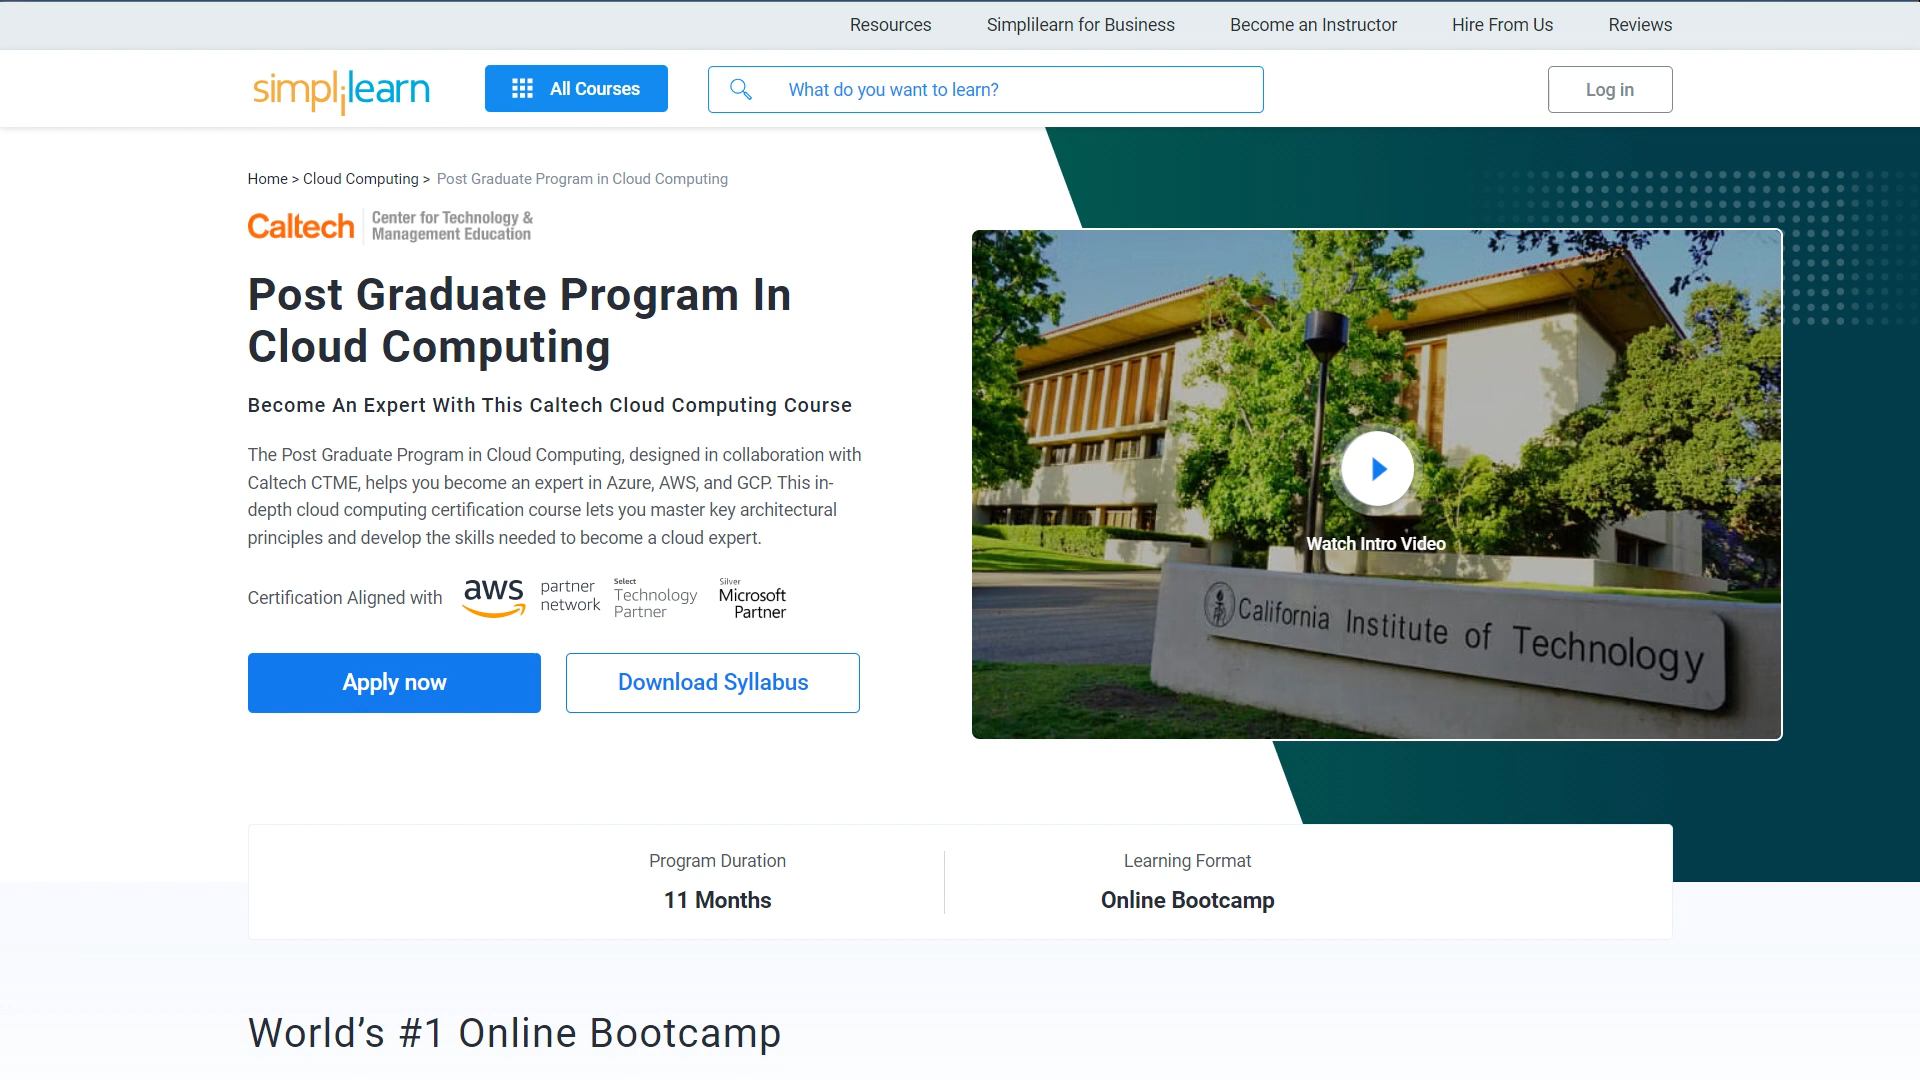 Resources Simplilearn for Business Become an Instructor Hire From Us Reviews
simplilearn All Courses What do you want to learn? Log in
Home > Cloud Computing > Post Graduate Program in Cloud Computing
Caltech Center for Technology &
Management Education
Post Graduate Program In
Cloud Computing
Become An Expert With This Caltech Cloud Computing Course
The Post Graduate Program in Cloud Computing, designed in collaboration with
Caltech CTME, helps you become an expert in Azure, AWS, and GCP. This in-
depth cloud computing certification course lets you master key architectural
principles and develop the skills needed to become a cloud expert.
Certification Aligned with
aws partner
network
Select
Technology
Partner
Silver
Microsoft
Partner
Apply now Download Syllabus
Watch Intro Video
California Institute of Technology
Program Duration
11 Months
Learning Format
Online Bootcamp
World's #1 Online Bootcamp